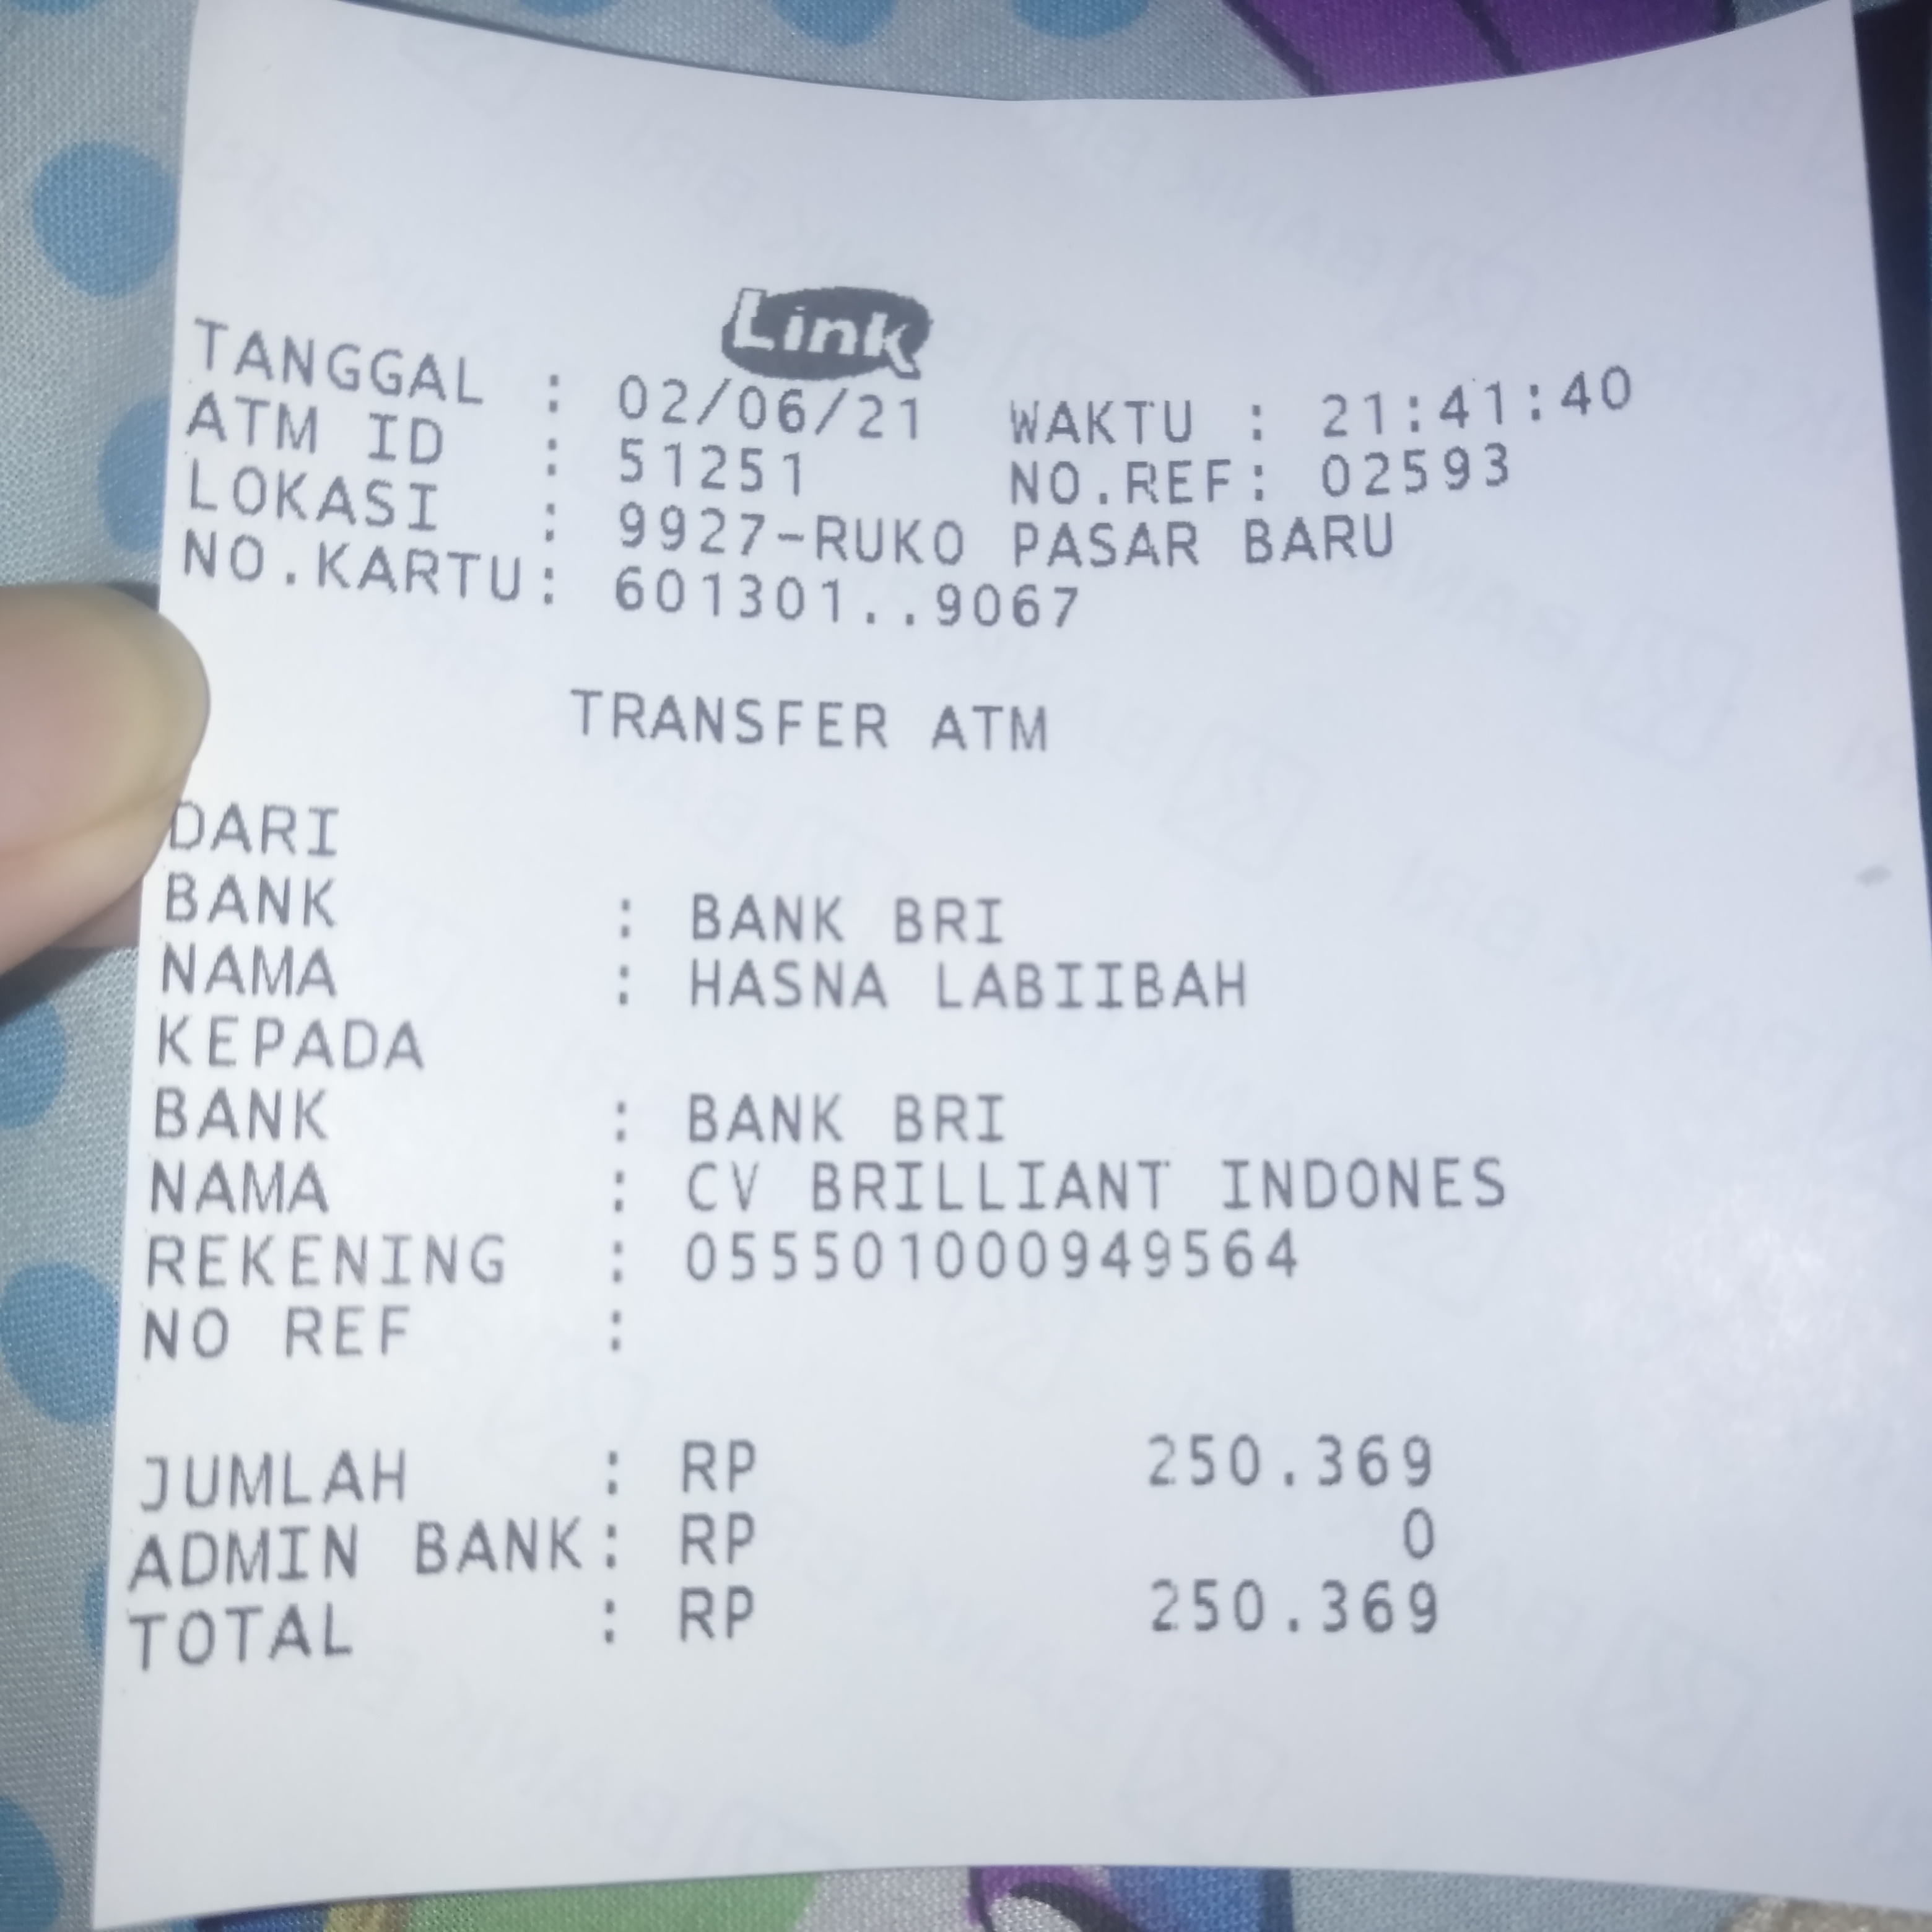 Link
TANGGAL : 02/06/21 WAKTU : 21:41:40
ATM ID : 51251 NO.REF: 02593
LOKASI : 9927-RUKO PASAR BARU
NO.KARTU: 601301..9067
TRANSFER ATM
DARI
BANK : BANK BRI
NAMA : HASNA LABIIBAH
KEPADA
BANK : BANK BRI
NAMA : CV BRILLIANT INDONES
REKENING : 055501000949564
NO REF :
JUMLAH : RP 250.369
ADMIN BANK: RP 0
TOTAL : RP 250.369